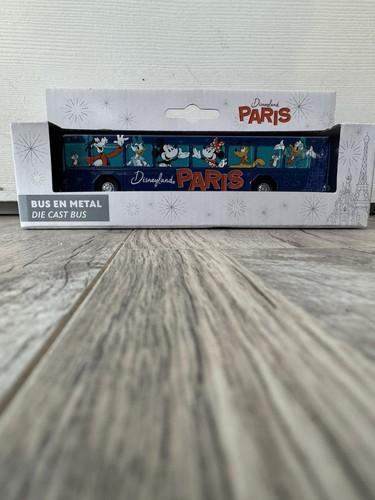 Disneyland
PARIS
Disneyland PARIS
BUS EN METAL
DIE CAST BUS